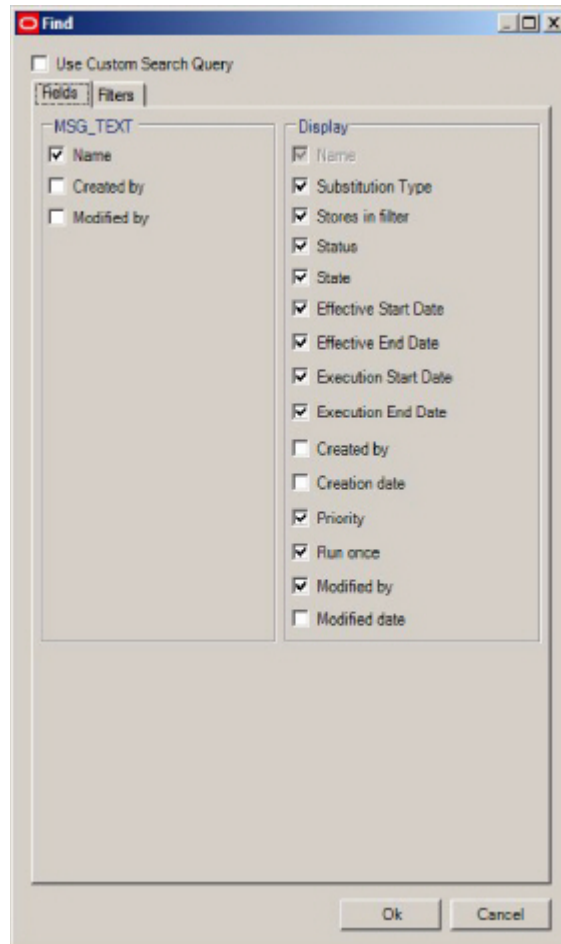 Find
Use Custom Search Query
Fields Filters
MSG_TEXT
Name
Created by
Modified by
Display
Name
Substitution Type
Stores in filter
Status
State
Effective Start Date
Effective End Date
Execution Start Date
Execution End Date
Created by
Creation date
Priority
Run once
Modified by
Modified date
Ok Cancel